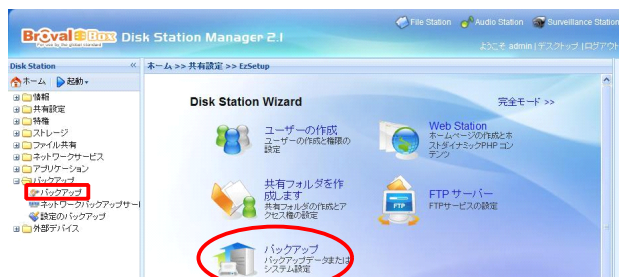 File Station Audio Station Surveillance Station
Broval Box Disk Station Manager 2.1
ようこそ admin | デスクトップ | ログアウト
Disk Station
ホーム >> 共有設定 >> EzSetup
ホーム 起動
情報
共有設定
特権
ストレージ
ファイル共有
ネットワークサービス
アプリケーション
バックアップ
バックアップ
ネットワークバックアップサー
設定のバックアップ
外部デバイス
Disk Station Wizard
完全モード >>
ユーザーの作成
ユーザーの作成と権限の
設定
Web Station
ホームページの作成とホ
ストダイナミックPHP コン
テンツ
共有フォルダを作
成します
共有フォルダの作成とア
クセス権の設定
FTP サーバー
FTPサービスの設定
バックアップ
バックアップデータまたは
システム設定